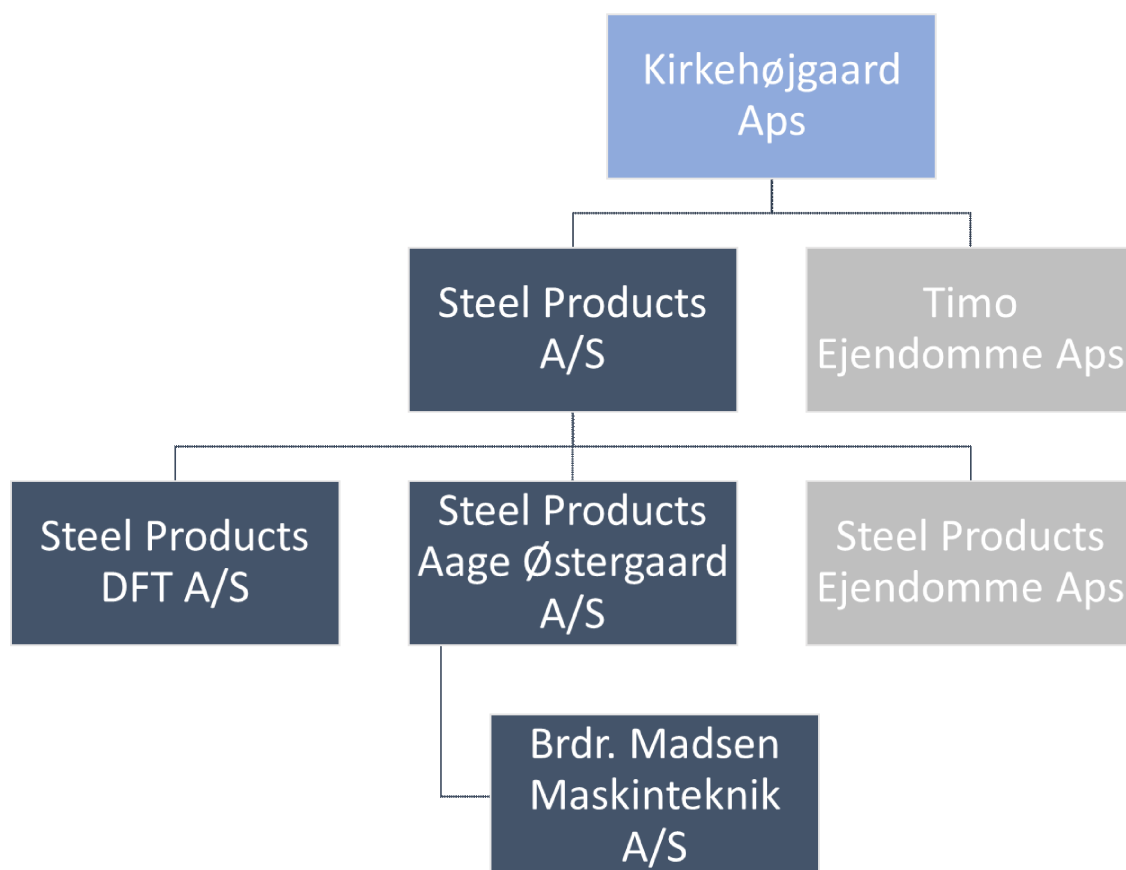 Kirkehøjgaard
Aps
Steel Products
A/S
Timo
Ejendomme Aps
Steel Products
DFT A/S
Steel Products
Aage Østergaard
A/S
Steel Products
Ejendomme Aps
Brdr. Madsen
Maskinteknik
A/S